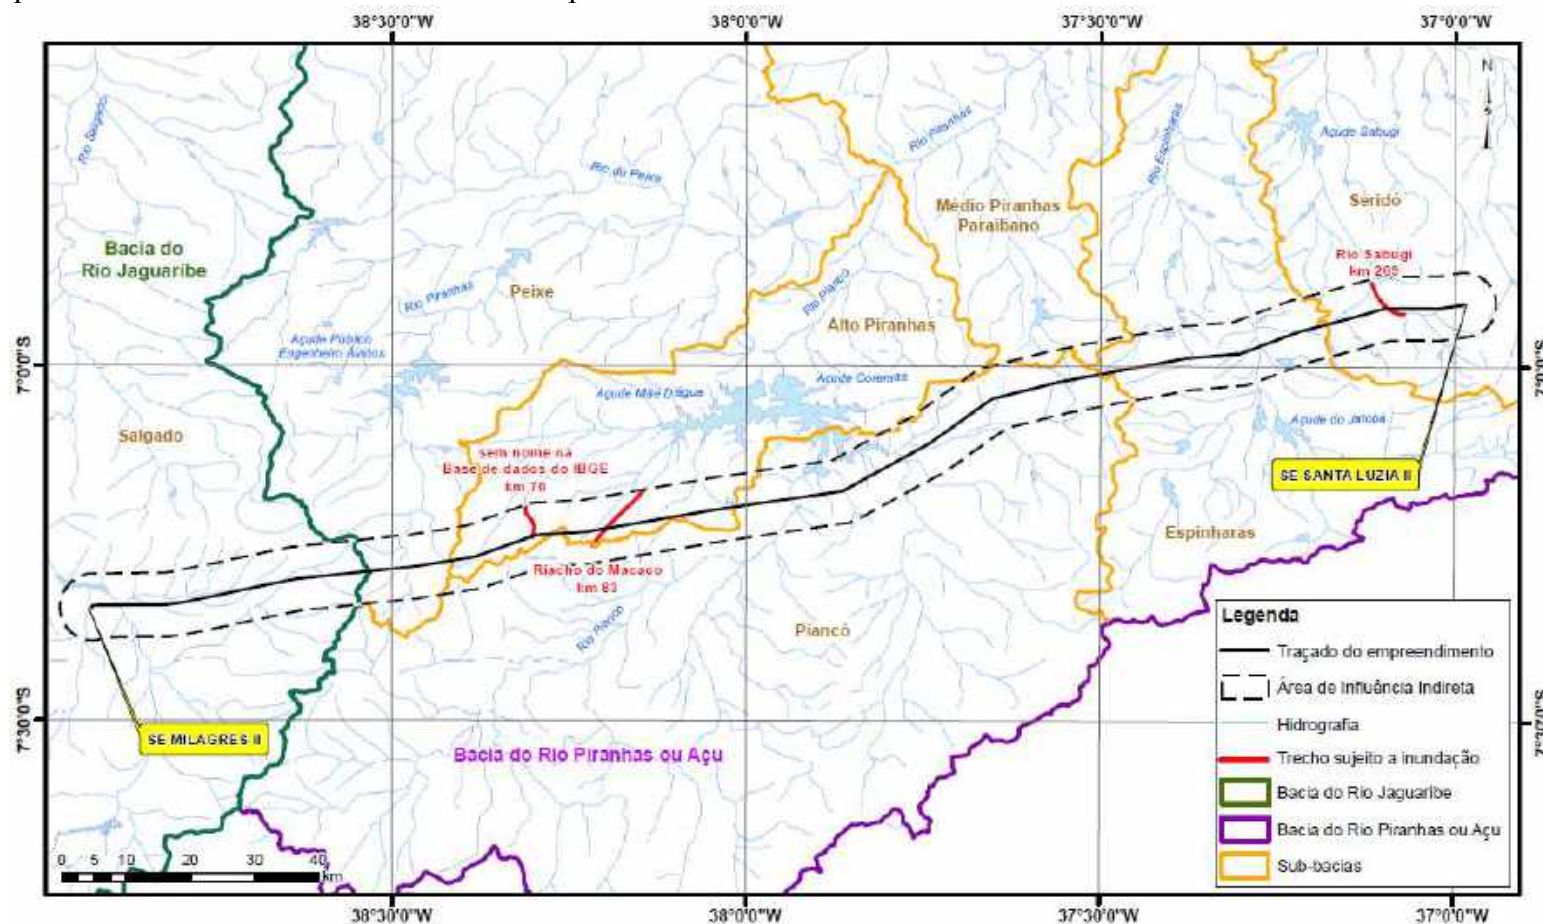 38°30'0"W
38°0'0"W
37°30'0"W
37°0'0"W
N
Rio Salgado
Rio do Peixe
Rio Piranhas
Rio Espinharas
Açude Sabugi
Seridó
Médio Piranhas
Paraibano
Bacia do
Rio Jaguaribe
Rio Sabugi
Rio Piranhas
Peixe
Rio Piancó
Alto Piranhas
Açude Público
Engenheiro Ávidos
7°0'0"S
7°0'0"S
Açude Mãe D'água
Açude Coremas
Salgado
sem nome na
Base de dados do IBGE
km 70
Açude do Jatobá
SE SANTA LUZIA II
Espinharas
Riacho do Macaco
km 83
Rio Piancó
Piancó
7°30'0"S
7°30'0"S
SE MILAGRES II
Bacia do Rio Piranhas ou Açu
Legenda
Traçado do empreendimento
Área de Influência Indireta
Hidrografia
Trecho sujeito a inundação
Bacia do Rio Jaguaribe
Bacia do Rio Piranhas ou Açu
Sub-bacias
0 5 10 20 30 40
km
38°30'0"W
38°0'0"W
37°30'0"W
37°0'0"W